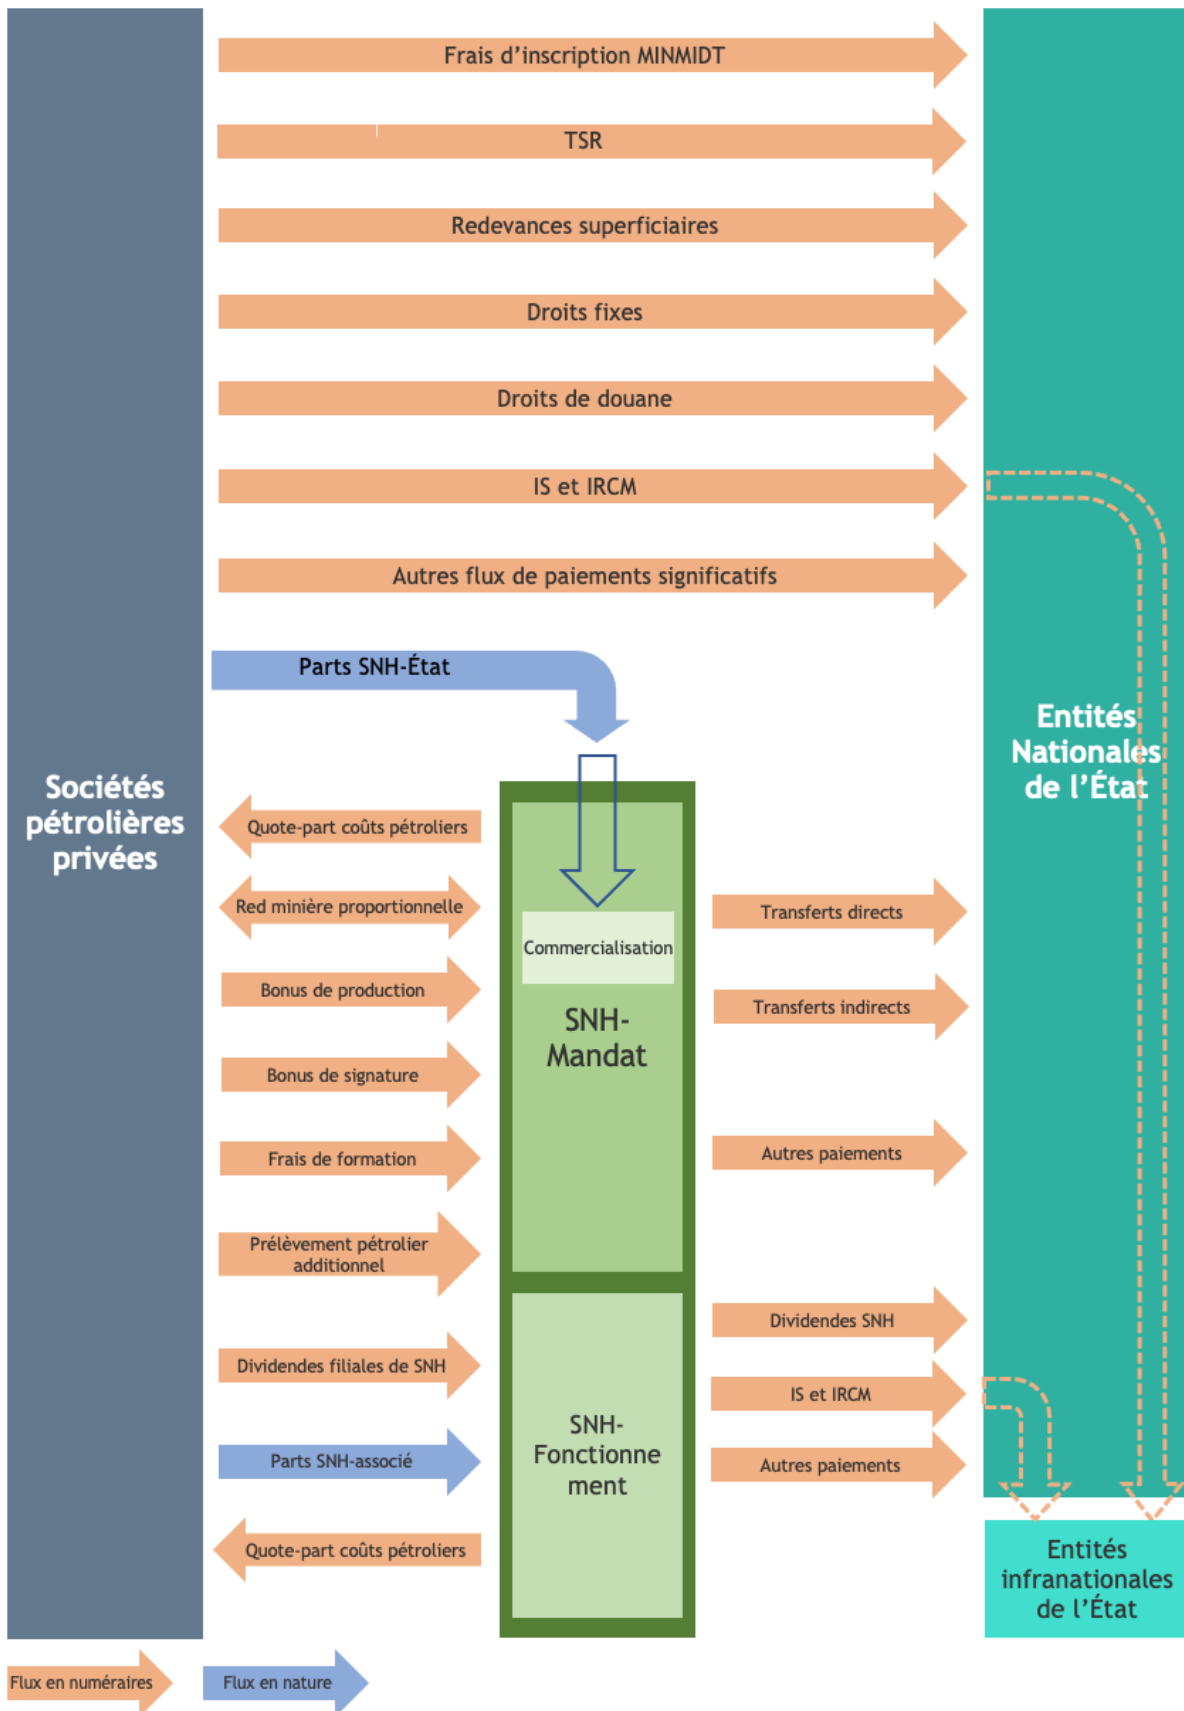 Frais d’inscription MINMIDT
TSR
Redevances superficiaires
Droits fixes
Droits de douane
IS et IRCM
Autres flux de paiements significatifs
Parts SNH-État
Sociétés
pétrolières
privées
Entités
Nationales
de l’État
Quote-part coûts pétroliers
Red minière proportionnelle
Bonus de production
Bonus de signature
Frais de formation
Prélèvement pétrolier
additionnel
Dividendes filiales de SNH
Parts SNH-associé
Quote-part coûts pétroliers
Commercialisation
SNH-
Mandat
SNH-
Fonctionne
ment
Transferts directs
Transferts indirects
Autres paiements
Dividendes SNH
IS et IRCM
Autres paiements
Entités
infranationales
de l’État
Flux en numéraires
Flux en nature